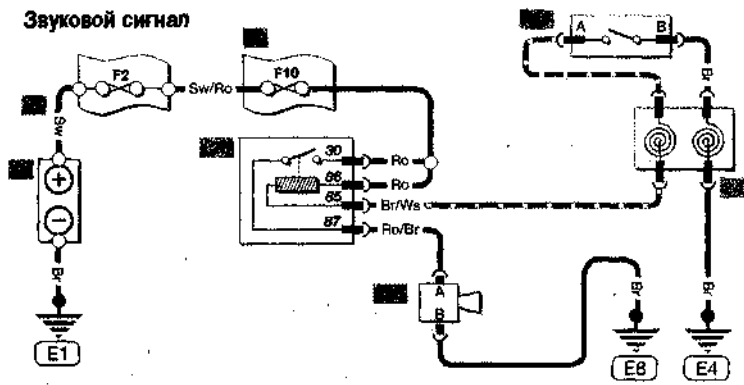 Звуковой сигнал
A B
F2 F10
Sw/Ro
Br
Sw
30 Ro
86 Ro
85 Br/Ws
87 Ro/Br
+
−
Br
A
B
Br Br
E1 E8 E4